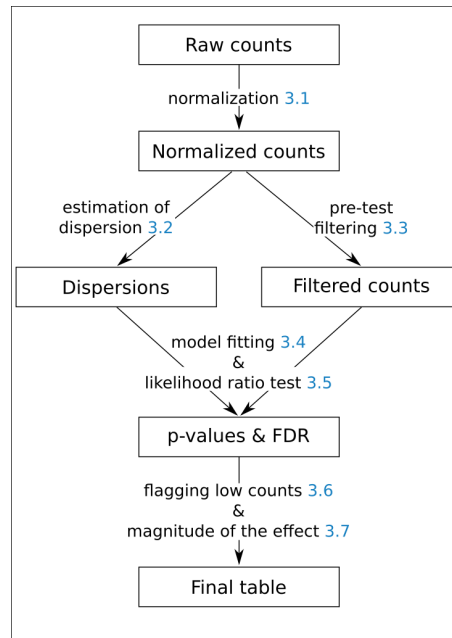 Raw counts
normalization 3.1
Normalized counts
estimation of
dispersion 3.2
pre-test
filtering 3.3
Dispersions
Filtered counts
model fitting 3.4
&
likelihood ratio test 3.5
p-values & FDR
flagging low counts 3.6
&
magnitude of the effect 3.7
Final table